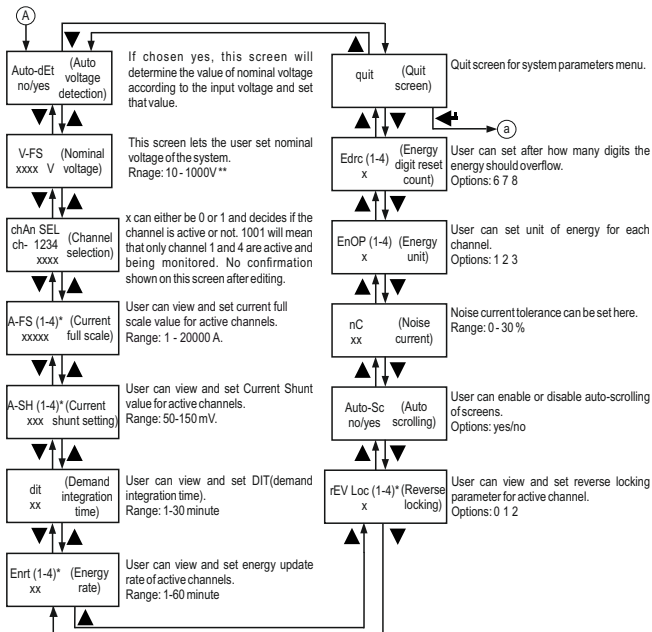 A
Auto-dEt (Auto
no/yes voltage
detection)
If chosen yes, this screen will
determine the value of nominal voltage
according to the input voltage and set
that value.
V-FS (Nominal
xxxx V voltage)
This screen lets the user set nominal
voltage of the system.
Rnage: 10 - 1000V **
chAn SEL (Channel
ch- 1234 selection)
xxxx
x can either be 0 or 1 and decides if the
channel is active or not. 1001 will mean
that only channel 1 and 4 are active and
being monitored. No confirmation
shown on this screen after editing.
A-FS (1-4)* (Current
xxxxx full scale)
User can view and set current full
scale value for active channels.
Range: 1 - 20000 A.
A-SH (1-4)* (Current
xxx shunt setting)
User can view and set Current Shunt
value for active channels.
Range: 50-150 mV.
dit (Demand
xx integration
time)
User can view and set DIT(demand
integration time).
Range: 1-30 minute
Enrt (1-4)* (Energy
xx rate)
User can view and set energy update
rate of active channels.
Range: 1-60 minute
quit (Quit
screen)
Quit screen for system parameters menu.
a
Edrc (1-4) (Energy
x digit reset
count)
User can set after how many digits the
energy should overflow.
Options: 6 7 8
EnOP (1-4) (Energy
x unit)
User can set unit of energy for each
channel.
Options: 1 2 3
nC (Noise
xx current)
Noise current tolerance can be set here.
Range: 0 - 30 %
Auto-Sc (Auto
no/yes scrolling)
User can enable or disable auto-scrolling
of screens.
Options: yes/no
rEV Loc (1-4)* (Reverse
x locking)
User can view and set reverse locking
parameter for active channel.
Options: 0 1 2